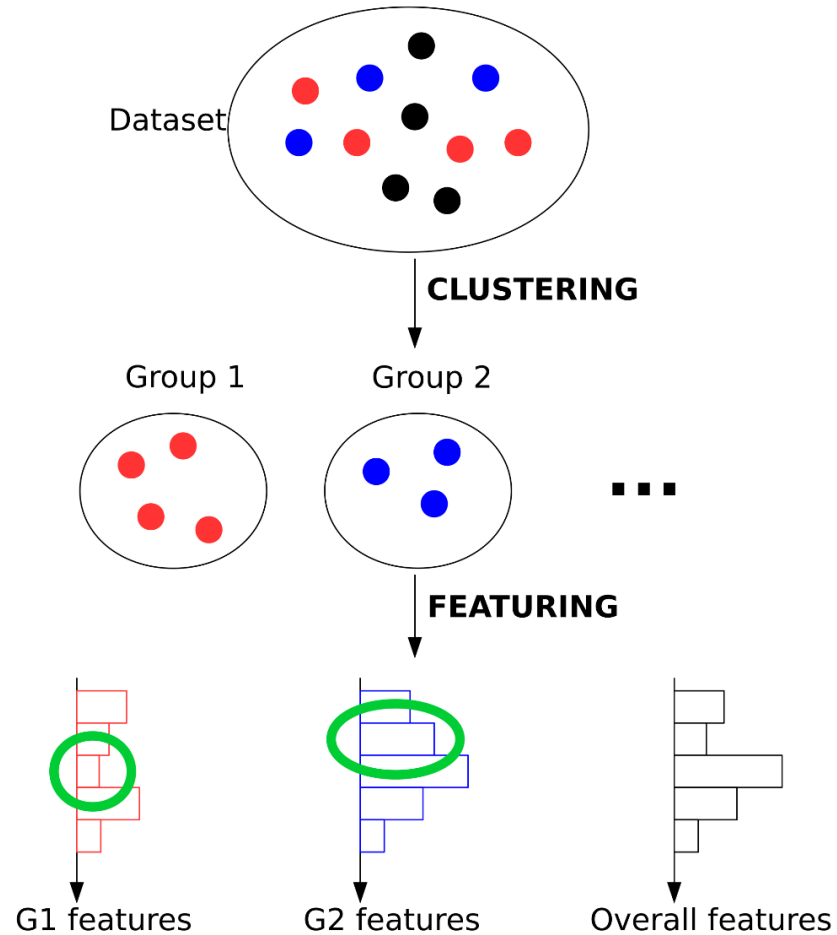 Dataset
CLUSTERING
Group 1
Group 2
...
FEATURING
G1 features
G2 features
Overall features